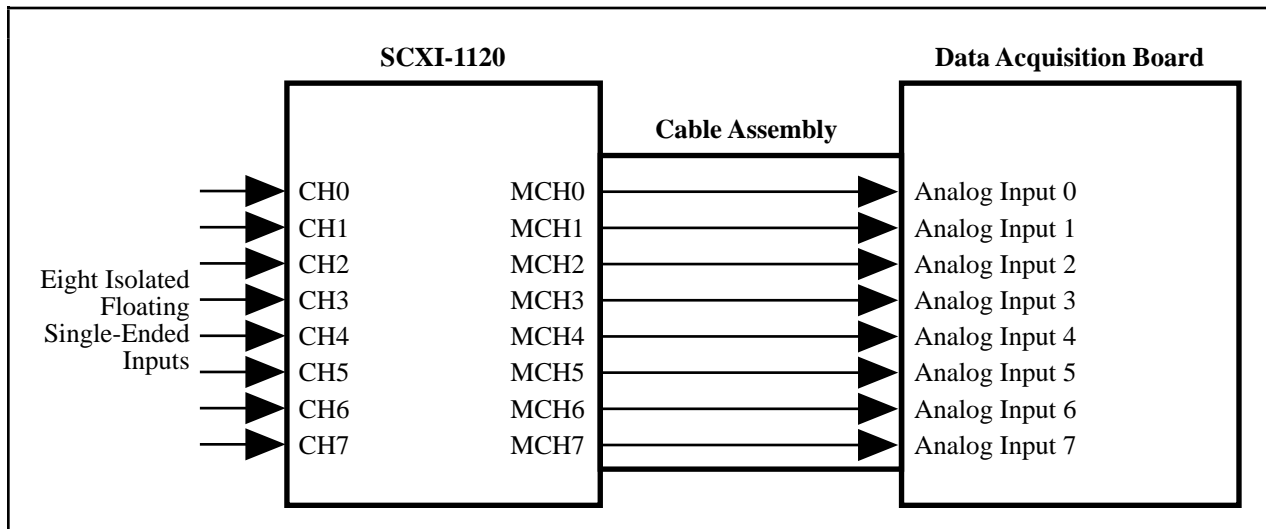 SCXI-1120
Data Acquisition Board
Cable Assembly
Eight Isolated
Floating
Single-Ended
Inputs
CH0
CH1
CH2
CH3
CH4
CH5
CH6
CH7
MCH0
MCH1
MCH2
MCH3
MCH4
MCH5
MCH6
MCH7
Analog Input 0
Analog Input 1
Analog Input 2
Analog Input 3
Analog Input 4
Analog Input 5
Analog Input 6
Analog Input 7